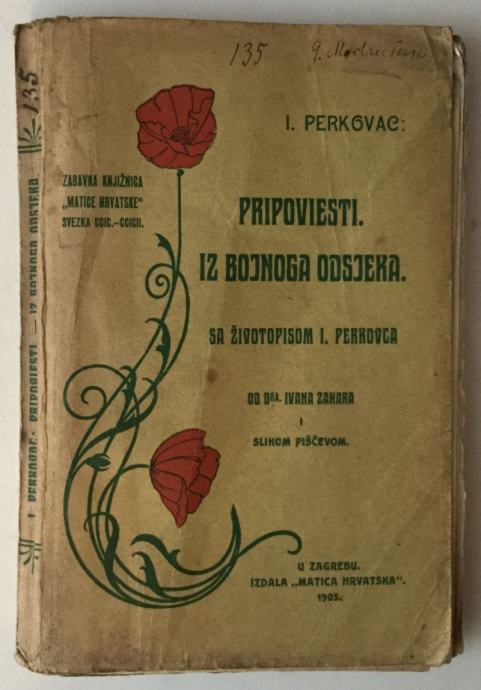 135
I. PERKOVAC:
ZABAVNA KNJIŽNICA
„MATICE HRVATSKE“
SVEZKA CCIC.—CCICII.
PRIPOVIESTI.
IZ BOJNOGA ODSJEKA.
SA ŽIVOTOPISOM I. PERKOVCA
OD DRA. IVANA ZAHARA
I
SLIKOM PIŠČEVOM.
U ZAGREBU.
IZDALA „MATICA HRVATSKA“.
1905.
135
I. PERKOVAC: PRIPOVIESTI. — IZ BOJNOGA ODSJEKA